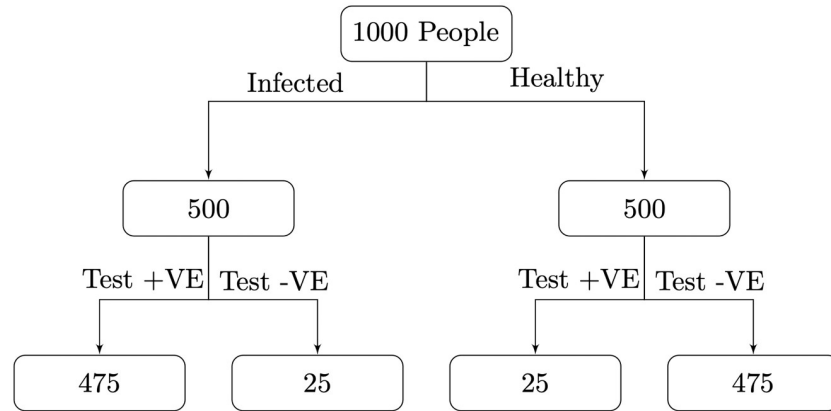 1000 People
Infected
Healthy
500
500
Test +VE
Test -VE
Test +VE
Test -VE
475
25
25
475